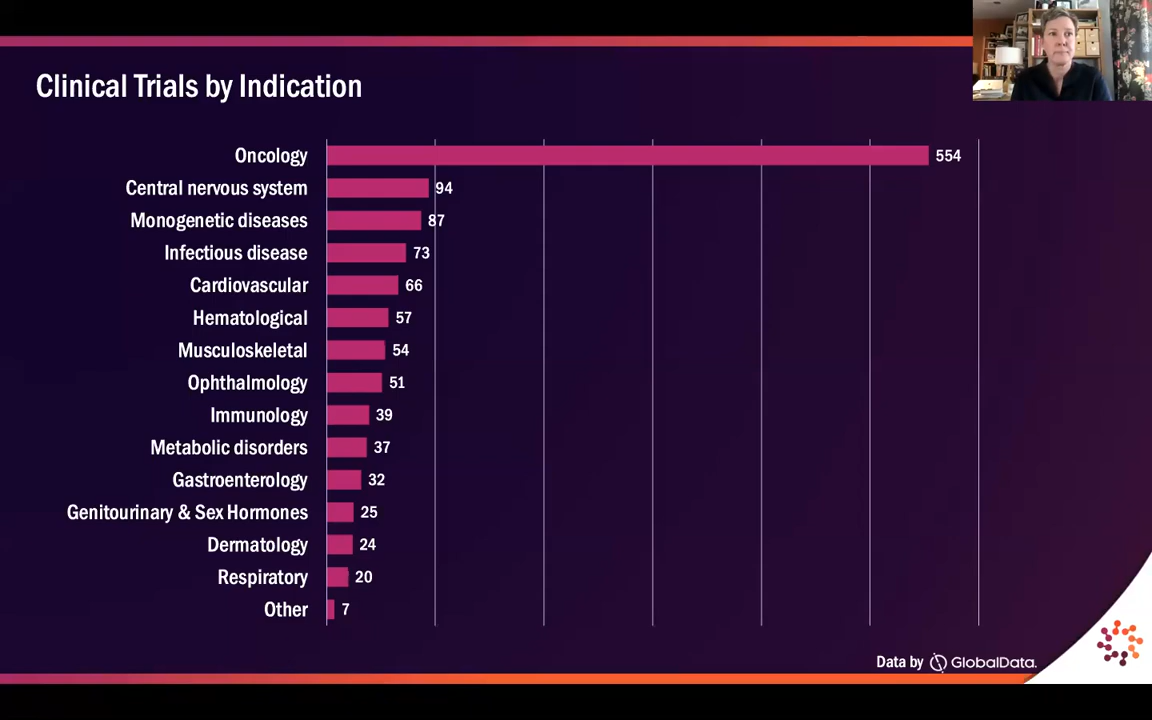 Clinical Trials by Indication
Oncology 554
Central nervous system 94
Monogenetic diseases 87
Infectious disease 73
Cardiovascular 66
Hematological 57
Musculoskeletal 54
Ophthalmology 51
Immunology 39
Metabolic disorders 37
Gastroenterology 32
Genitourinary & Sex Hormones 25
Dermatology 24
Respiratory 20
Other 7
Data by GlobalData.